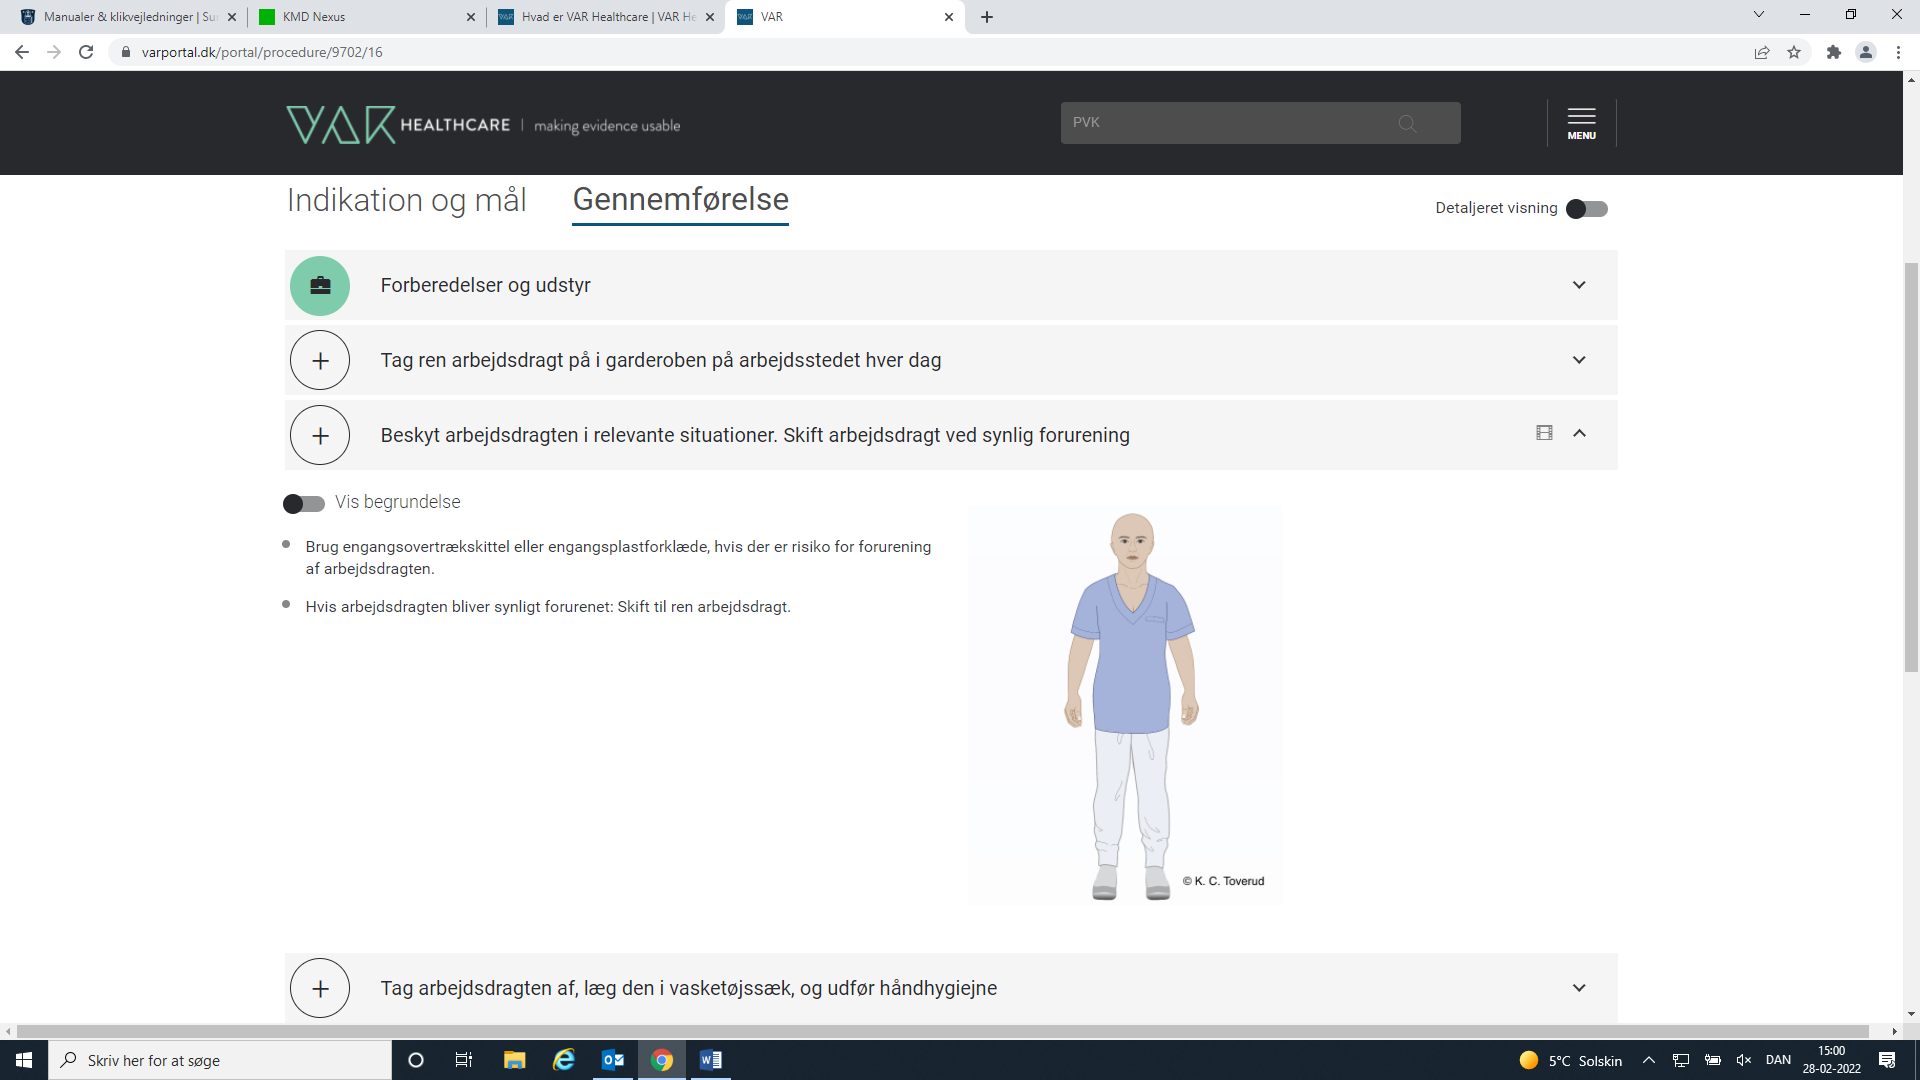 Manualer & klikvejledninger | Su
KMD Nexus
Hvad er VAR Healthcare | VAR He
VAR
varportal.dk/portal/procedure/9702/16
VAR HEALTHCARE | making evidence usable
PVK
MENU
Indikation og mål
Gennemførelse
Detaljeret visning
Forberedelser og udstyr
Tag ren arbejdsdragt på i garderoben på arbejdsstedet hver dag
Beskyt arbejdsdragten i relevante situationer. Skift arbejdsdragt ved synlig forurening
Vis begrundelse
Brug engangsovertrækskittel eller engangsplastforklæde, hvis der er risiko for forurening
af arbejdsdragten.
Hvis arbejdsdragten bliver synligt forurenet: Skift til ren arbejdsdragt.
© K. C. Toverud
Tag arbejdsdragten af, læg den i vasketøjssæk, og udfør håndhygiejne
Skriv her for at søge
5°C Solskin
DAN
15:00
28-02-2022